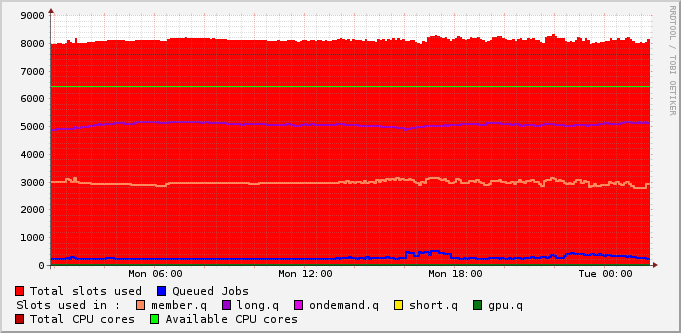 9000
8000
7000
6000
5000
4000
3000
2000
1000
0
Mon 06:00 Mon 12:00 Mon 18:00 Tue 00:00
RRDTOOL / TOBI OETIKER
Total slots used Queued Jobs
Slots used in : member.q long.q ondemand.q short.q gpu.q
Total CPU cores Available CPU cores